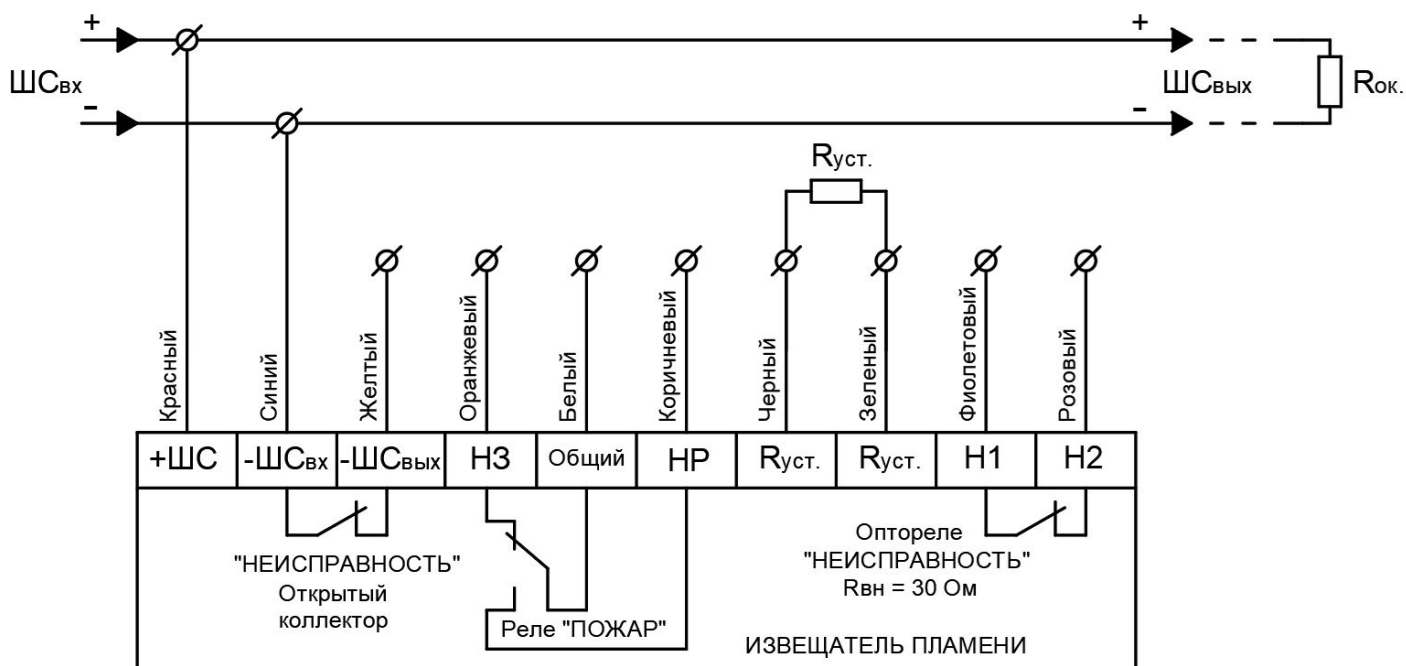 + +
ШСвх ШСвых Rок.
- -
Rуст.
Красный
Синий
Желтый
Оранжевый
Белый
Коричневый
Черный
Зеленый
Фиолетовый
Розовый
+ШС -ШСвх -ШСвых НЗ Общий НР Rуст. Rуст. Н1 Н2
"НЕИСПРАВНОСТЬ"
Открытый
коллектор
Реле "ПОЖАР"
Оптореле
"НЕИСПРАВНОСТЬ"
Rвн = 30 Ом
ИЗВЕЩАТЕЛЬ ПЛАМЕНИ